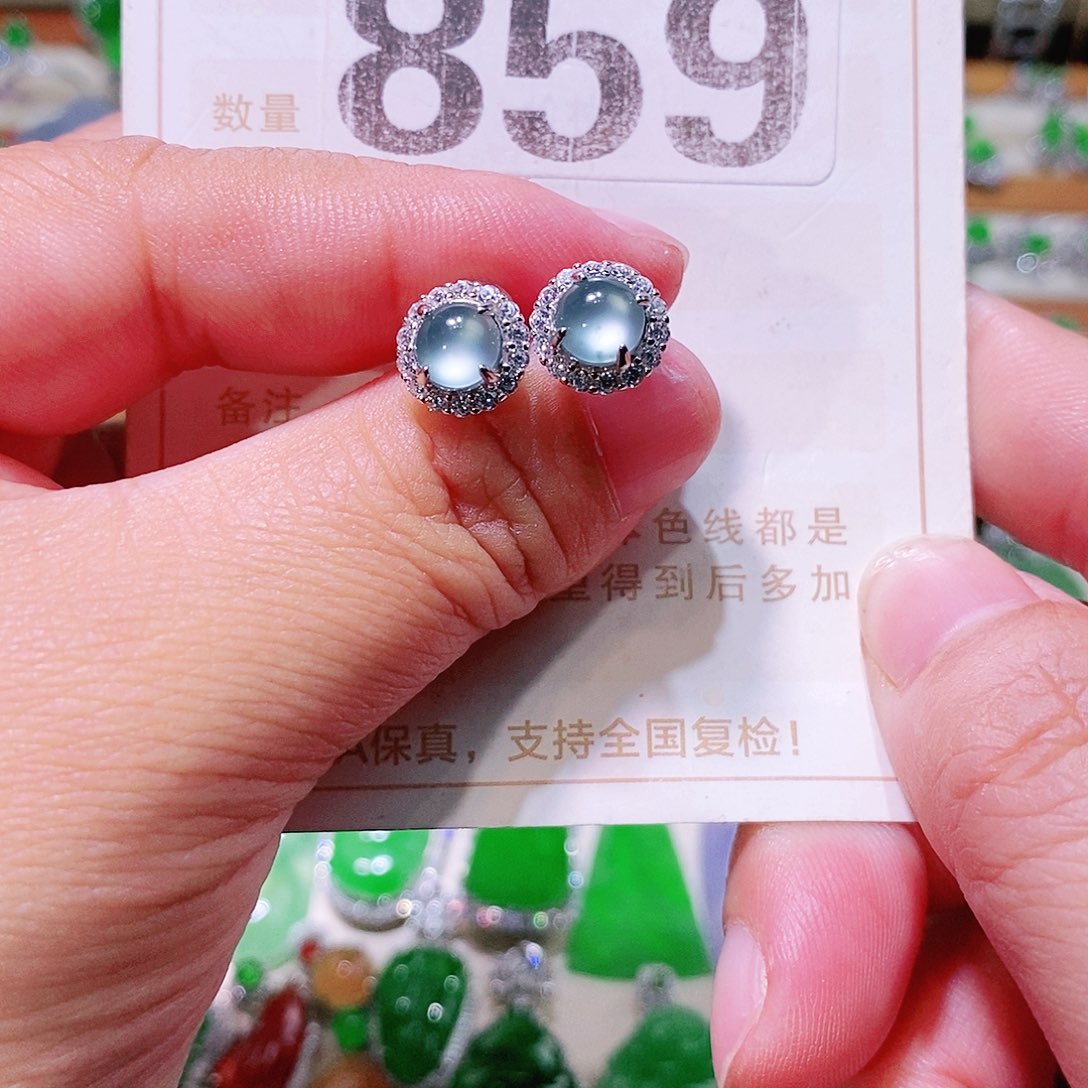 859
数量
备注
色线都是
得到后多加
A保真，支持全国复检！